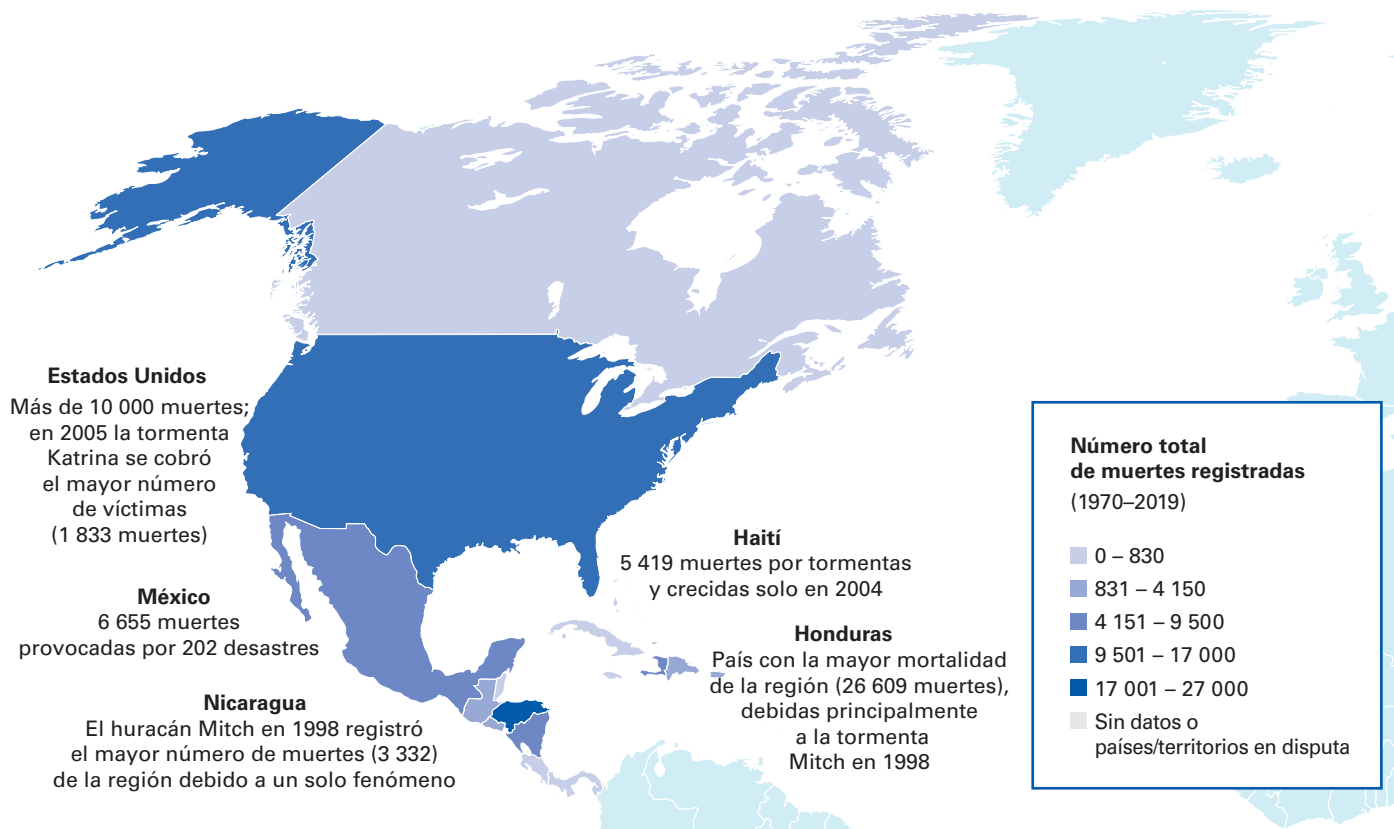 Estados Unidos
Más de 10 000 muertes;
en 2005 la tormenta
Katrina se cobró
el mayor número
de víctimas
(1 833 muertes)
México
6 655 muertes
provocadas por 202 desastres
Nicaragua
El huracán Mitch en 1998 registró
el mayor número de muertes (3 332)
de la región debido a un solo fenómeno
Haití
5 419 muertes por tormentas
y crecidas solo en 2004
Honduras
País con la mayor mortalidad
de la región (26 609 muertes),
debidas principalmente
a la tormenta
Mitch en 1998
Número total
de muertes registradas
(1970–2019)
0 – 830
831 – 4 150
4 151 – 9 500
9 501 – 17 000
17 001 – 27 000
Sin datos o
países/territorios en disputa